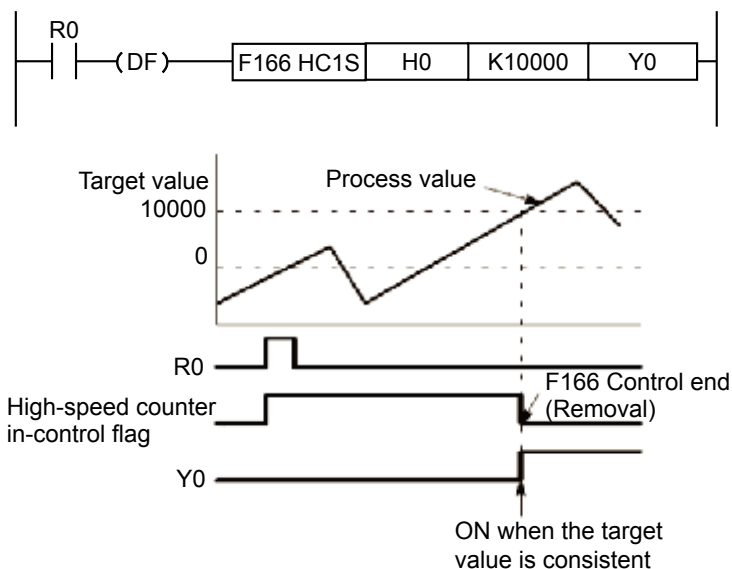 R0
(DF)
F166 HC1S H0 K10000 Y0
Target value
10000
Process value
0
R0
F166 Control end
(Removal)
High-speed counter
in-control flag
Y0
ON when the target
value is consistent